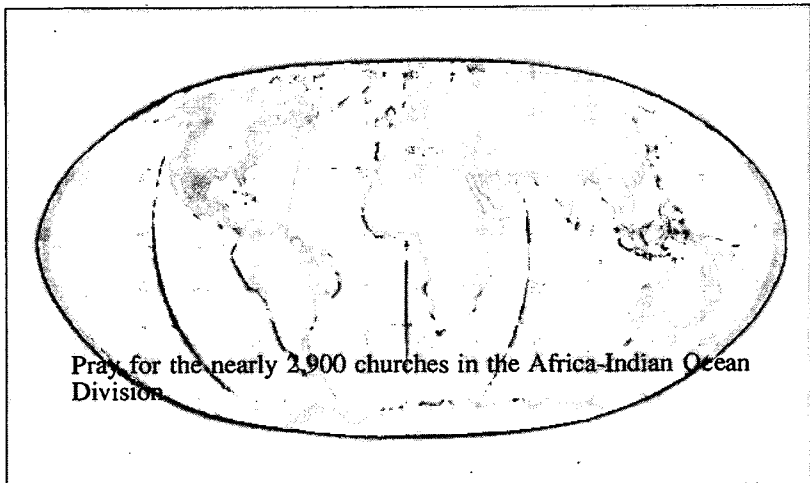 Pray for the nearly 2,900 churches in the Africa-Indian Ocean
Division.